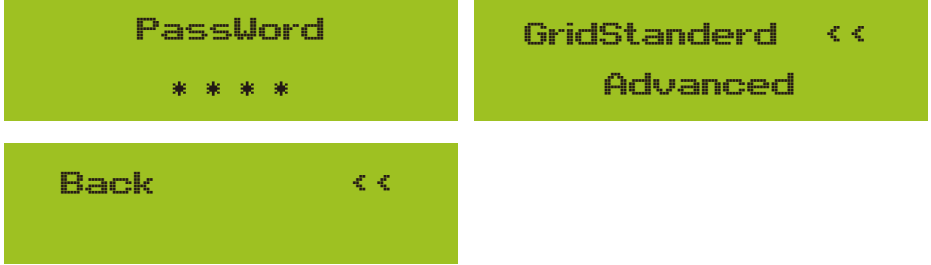 PassWord
* * * *
GridStanderd <<
Advanced
Back <<